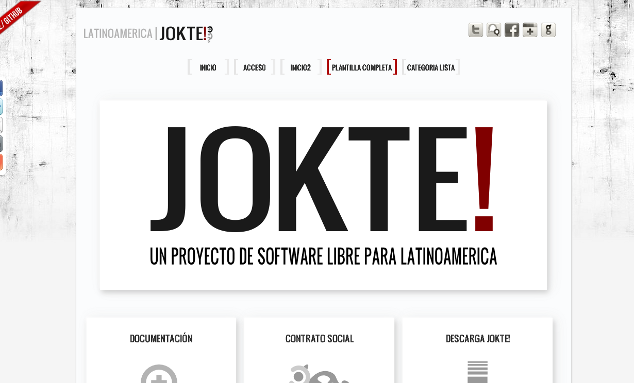 / GITHUB
LATINOAMERICA | JOKTE!
INICIO ACCESO INICIO2 PLANTILLA COMPLETA CATEGORIA LISTA
JOKTE!
UN PROYECTO DE SOFTWARE LIBRE PARA LATINOAMERICA
DOCUMENTACIÓN CONTRATO SOCIAL DESCARGA JOKTE!